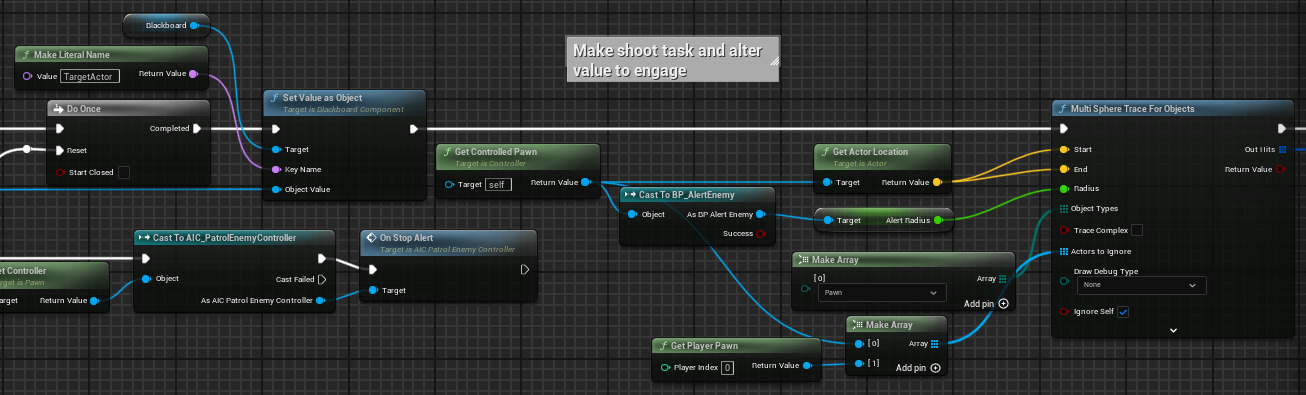 Blackboard
Make Literal Name
Value TargetActor Return Value
Do Once
Completed
Reset
Start Closed
Set Value as Object
Target is Blackboard Component
Target
Key Name
Object Value
Make shoot task and alter
value to engage
Get Controlled Pawn
Target is Controller
Target self Return Value
Cast To BP_AlertEnemy
Object As BP Alert Enemy
Success
Get Actor Location
Target is Actor
Target Return Value
Target Alert Radius
Multi Sphere Trace For Objects
Start Out Hits
End Return Value
Radius
Object Types
Trace Complex
Actors to Ignore
Draw Debug Type
None
Ignore Self
et Controller
rget is Pawn
arget Return Value
Cast To AIC_PatrolEnemyController
Object Cast Failed
As AIC Patrol Enemy Controller
On Stop Alert
Target is AIC Patrol Enemy Controller
Target
Make Array
[0] Array
Pawn
Add pin
Get Player Pawn
Player Index 0 Return Value
Make Array
[0] Array
[1] Add pin